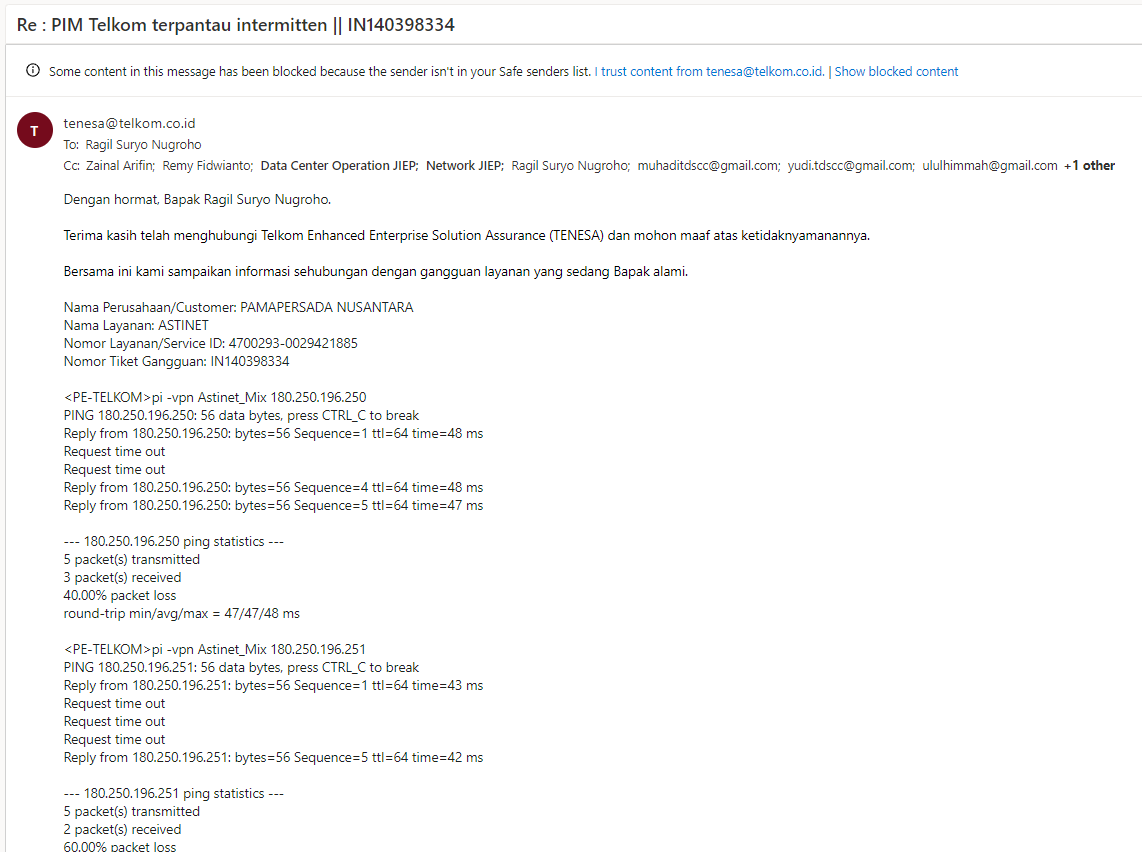 Re : PIM Telkom terpantau intermitten || IN140398334
Some content in this message has been blocked because the sender isn't in your Safe senders list. I trust content from tenesa@telkom.co.id. | Show blocked content
T
tenesa@telkom.co.id
To: Ragil Suryo Nugroho
Cc: Zainal Arifin; Remy Fidwianto; Data Center Operation JIEP; Network JIEP; Ragil Suryo Nugroho; muhaditdscc@gmail.com; yudi.tdscc@gmail.com; ululhimmah@gmail.com +1 other
Dengan hormat, Bapak Ragil Suryo Nugroho.
Terima kasih telah menghubungi Telkom Enhanced Enterprise Solution Assurance (TENESA) dan mohon maaf atas ketidaknyamanannya.
Bersama ini kami sampaikan informasi sehubungan dengan gangguan layanan yang sedang Bapak alami.
Nama Perusahaan/Customer: PAMAPERSADA NUSANTARA
Nama Layanan: ASTINET
Nomor Layanan/Service ID: 4700293-0029421885
Nomor Tiket Gangguan: IN140398334
<PE-TELKOM>pi -vpn Astinet_Mix 180.250.196.250
PING 180.250.196.250: 56 data bytes, press CTRL_C to break
Reply from 180.250.196.250: bytes=56 Sequence=1 ttl=64 time=48 ms
Request time out
Request time out
Reply from 180.250.196.250: bytes=56 Sequence=4 ttl=64 time=48 ms
Reply from 180.250.196.250: bytes=56 Sequence=5 ttl=64 time=47 ms
--- 180.250.196.250 ping statistics ---
5 packet(s) transmitted
3 packet(s) received
40.00% packet loss
round-trip min/avg/max = 47/47/48 ms
<PE-TELKOM>pi -vpn Astinet_Mix 180.250.196.251
PING 180.250.196.251: 56 data bytes, press CTRL_C to break
Reply from 180.250.196.251: bytes=56 Sequence=1 ttl=64 time=43 ms
Request time out
Request time out
Request time out
Reply from 180.250.196.251: bytes=56 Sequence=5 ttl=64 time=42 ms
--- 180.250.196.251 ping statistics ---
5 packet(s) transmitted
2 packet(s) received
60.00% packet loss